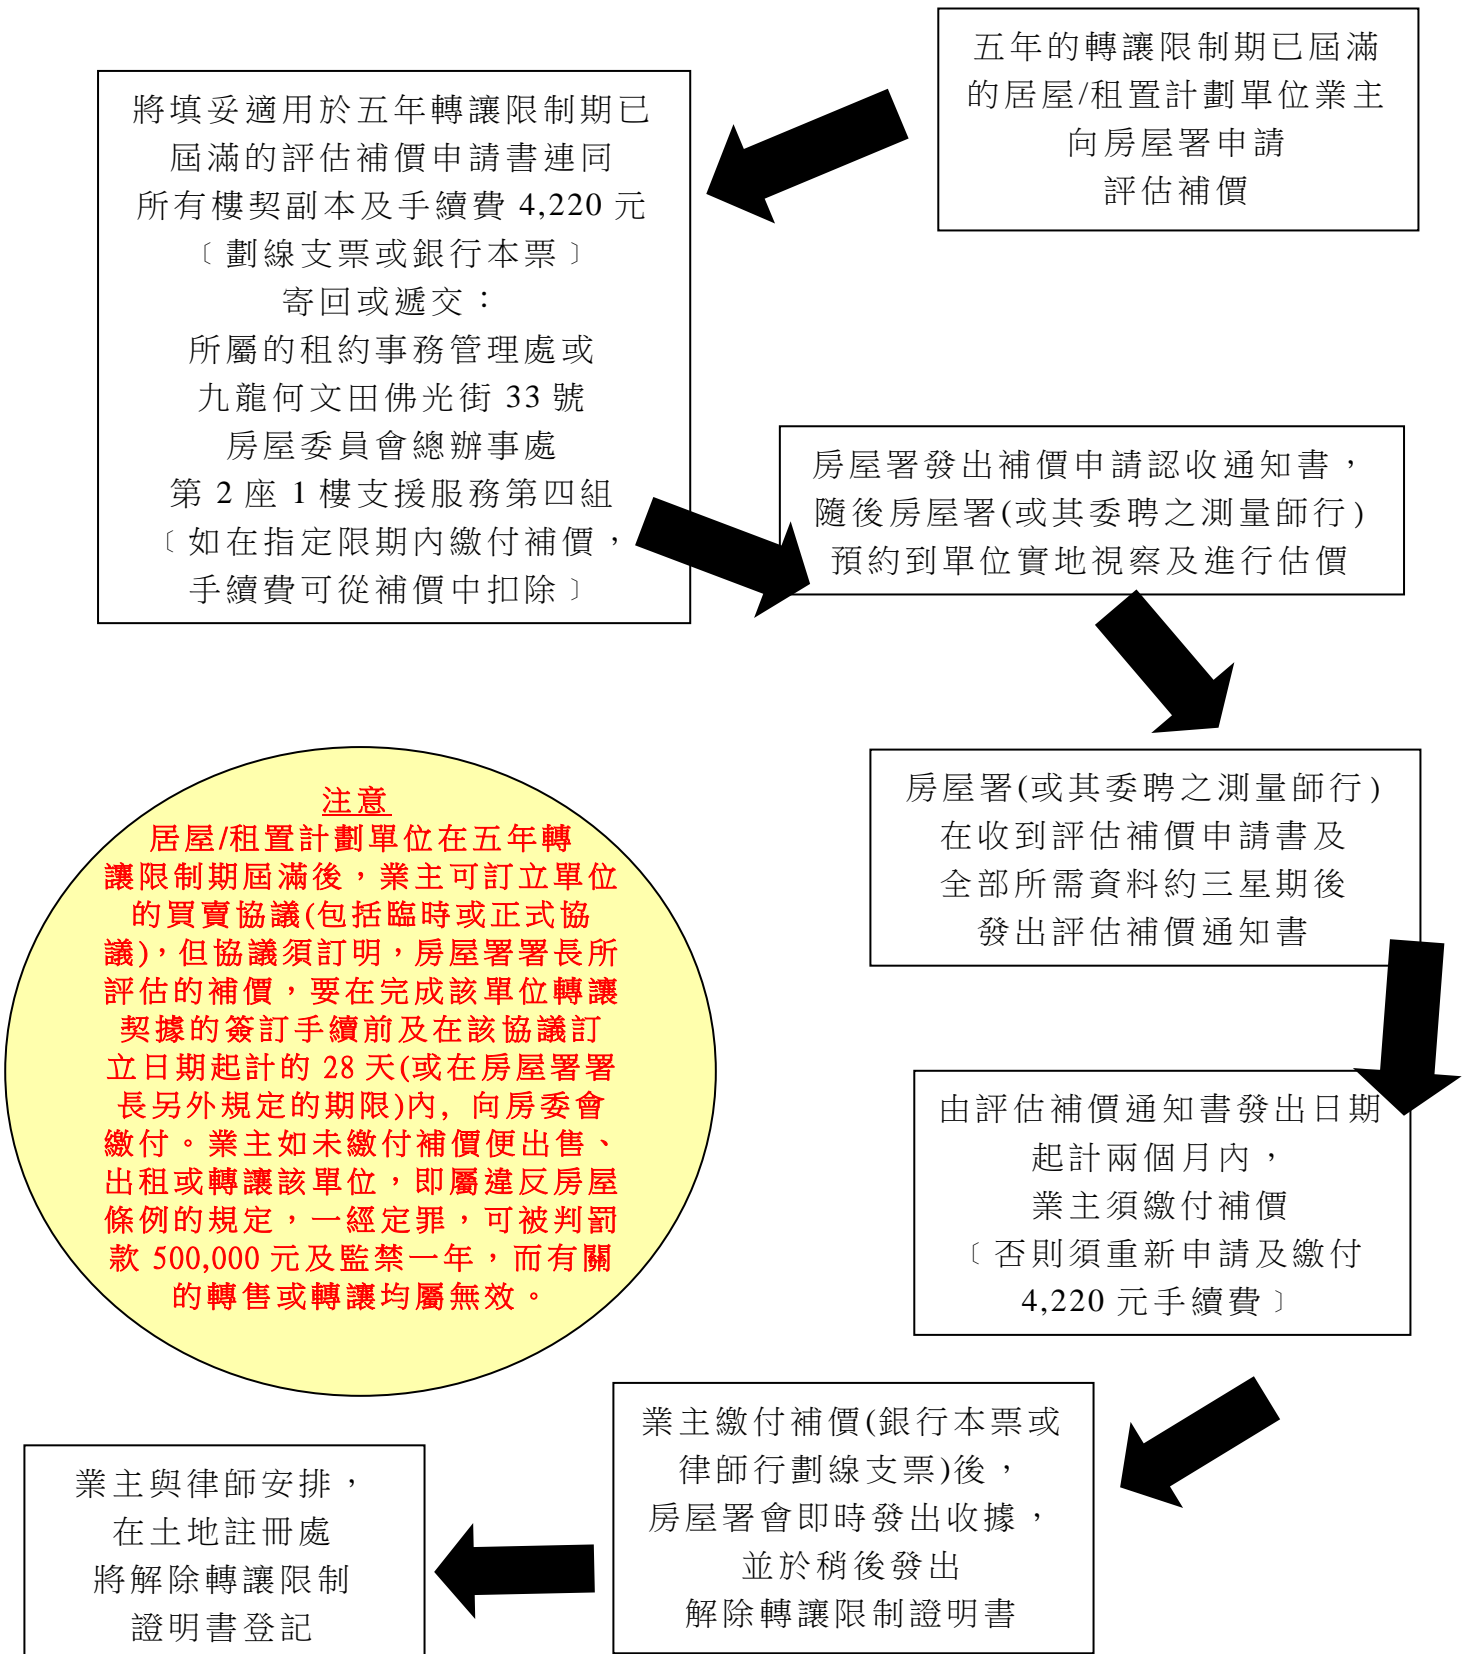 五年的轉讓限制期已屆滿
的居屋/租置計劃單位業主
向房屋署申請
評估補價
將填妥適用於五年轉讓限制期已
屆滿的評估補價申請書連同
所有樓契副本及手續費 4,220 元
﹝劃線支票或銀行本票﹞
寄回或遞交：
所屬的租約事務管理處或
九龍何文田佛光街 33 號
房屋委員會總辦事處
第 2 座 1 樓支援服務第四組
﹝如在指定限期內繳付補價，
手續費可從補價中扣除﹞
房屋署發出補價申請認收通知書，
隨後房屋署(或其委聘之測量師行)
預約到單位實地視察及進行估價
房屋署(或其委聘之測量師行)
在收到評估補價申請書及
全部所需資料約三星期後
發出評估補價通知書
由評估補價通知書發出日期
起計兩個月內，
業主須繳付補價
﹝否則須重新申請及繳付
4,220 元手續費﹞
業主繳付補價(銀行本票或
律師行劃線支票)後，
房屋署會即時發出收據，
並於稍後發出
解除轉讓限制證明書
業主與律師安排，
在土地註冊處
將解除轉讓限制
證明書登記
注意
居屋/租置計劃單位在五年轉
讓限制期屆滿後，業主可訂立單位
的買賣協議(包括臨時或正式協
議)，但協議須訂明，房屋署署長所
評估的補價，要在完成該單位轉讓
契據的簽訂手續前及在該協議訂
立日期起計的 28 天(或在房屋署署
長另外規定的期限)內, 向房委會
繳付。業主如未繳付補價便出售、
出租或轉讓該單位，即屬違反房屋
條例的規定，一經定罪，可被判罰
款 500,000 元及監禁一年，而有關
的轉售或轉讓均屬無效。